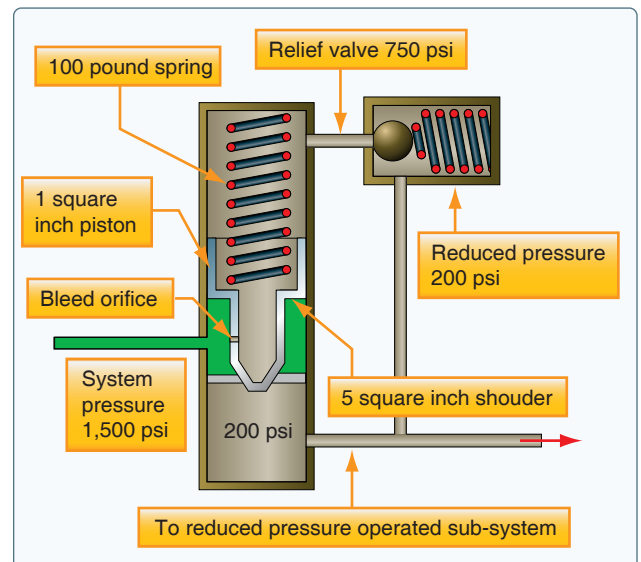 Relief valve 750 psi
100 pound spring
1 square
inch piston
Reduced pressure
200 psi
Bleed orifice
System
pressure
1,500 psi
5 square inch shouder
200 psi
To reduced pressure operated sub-system